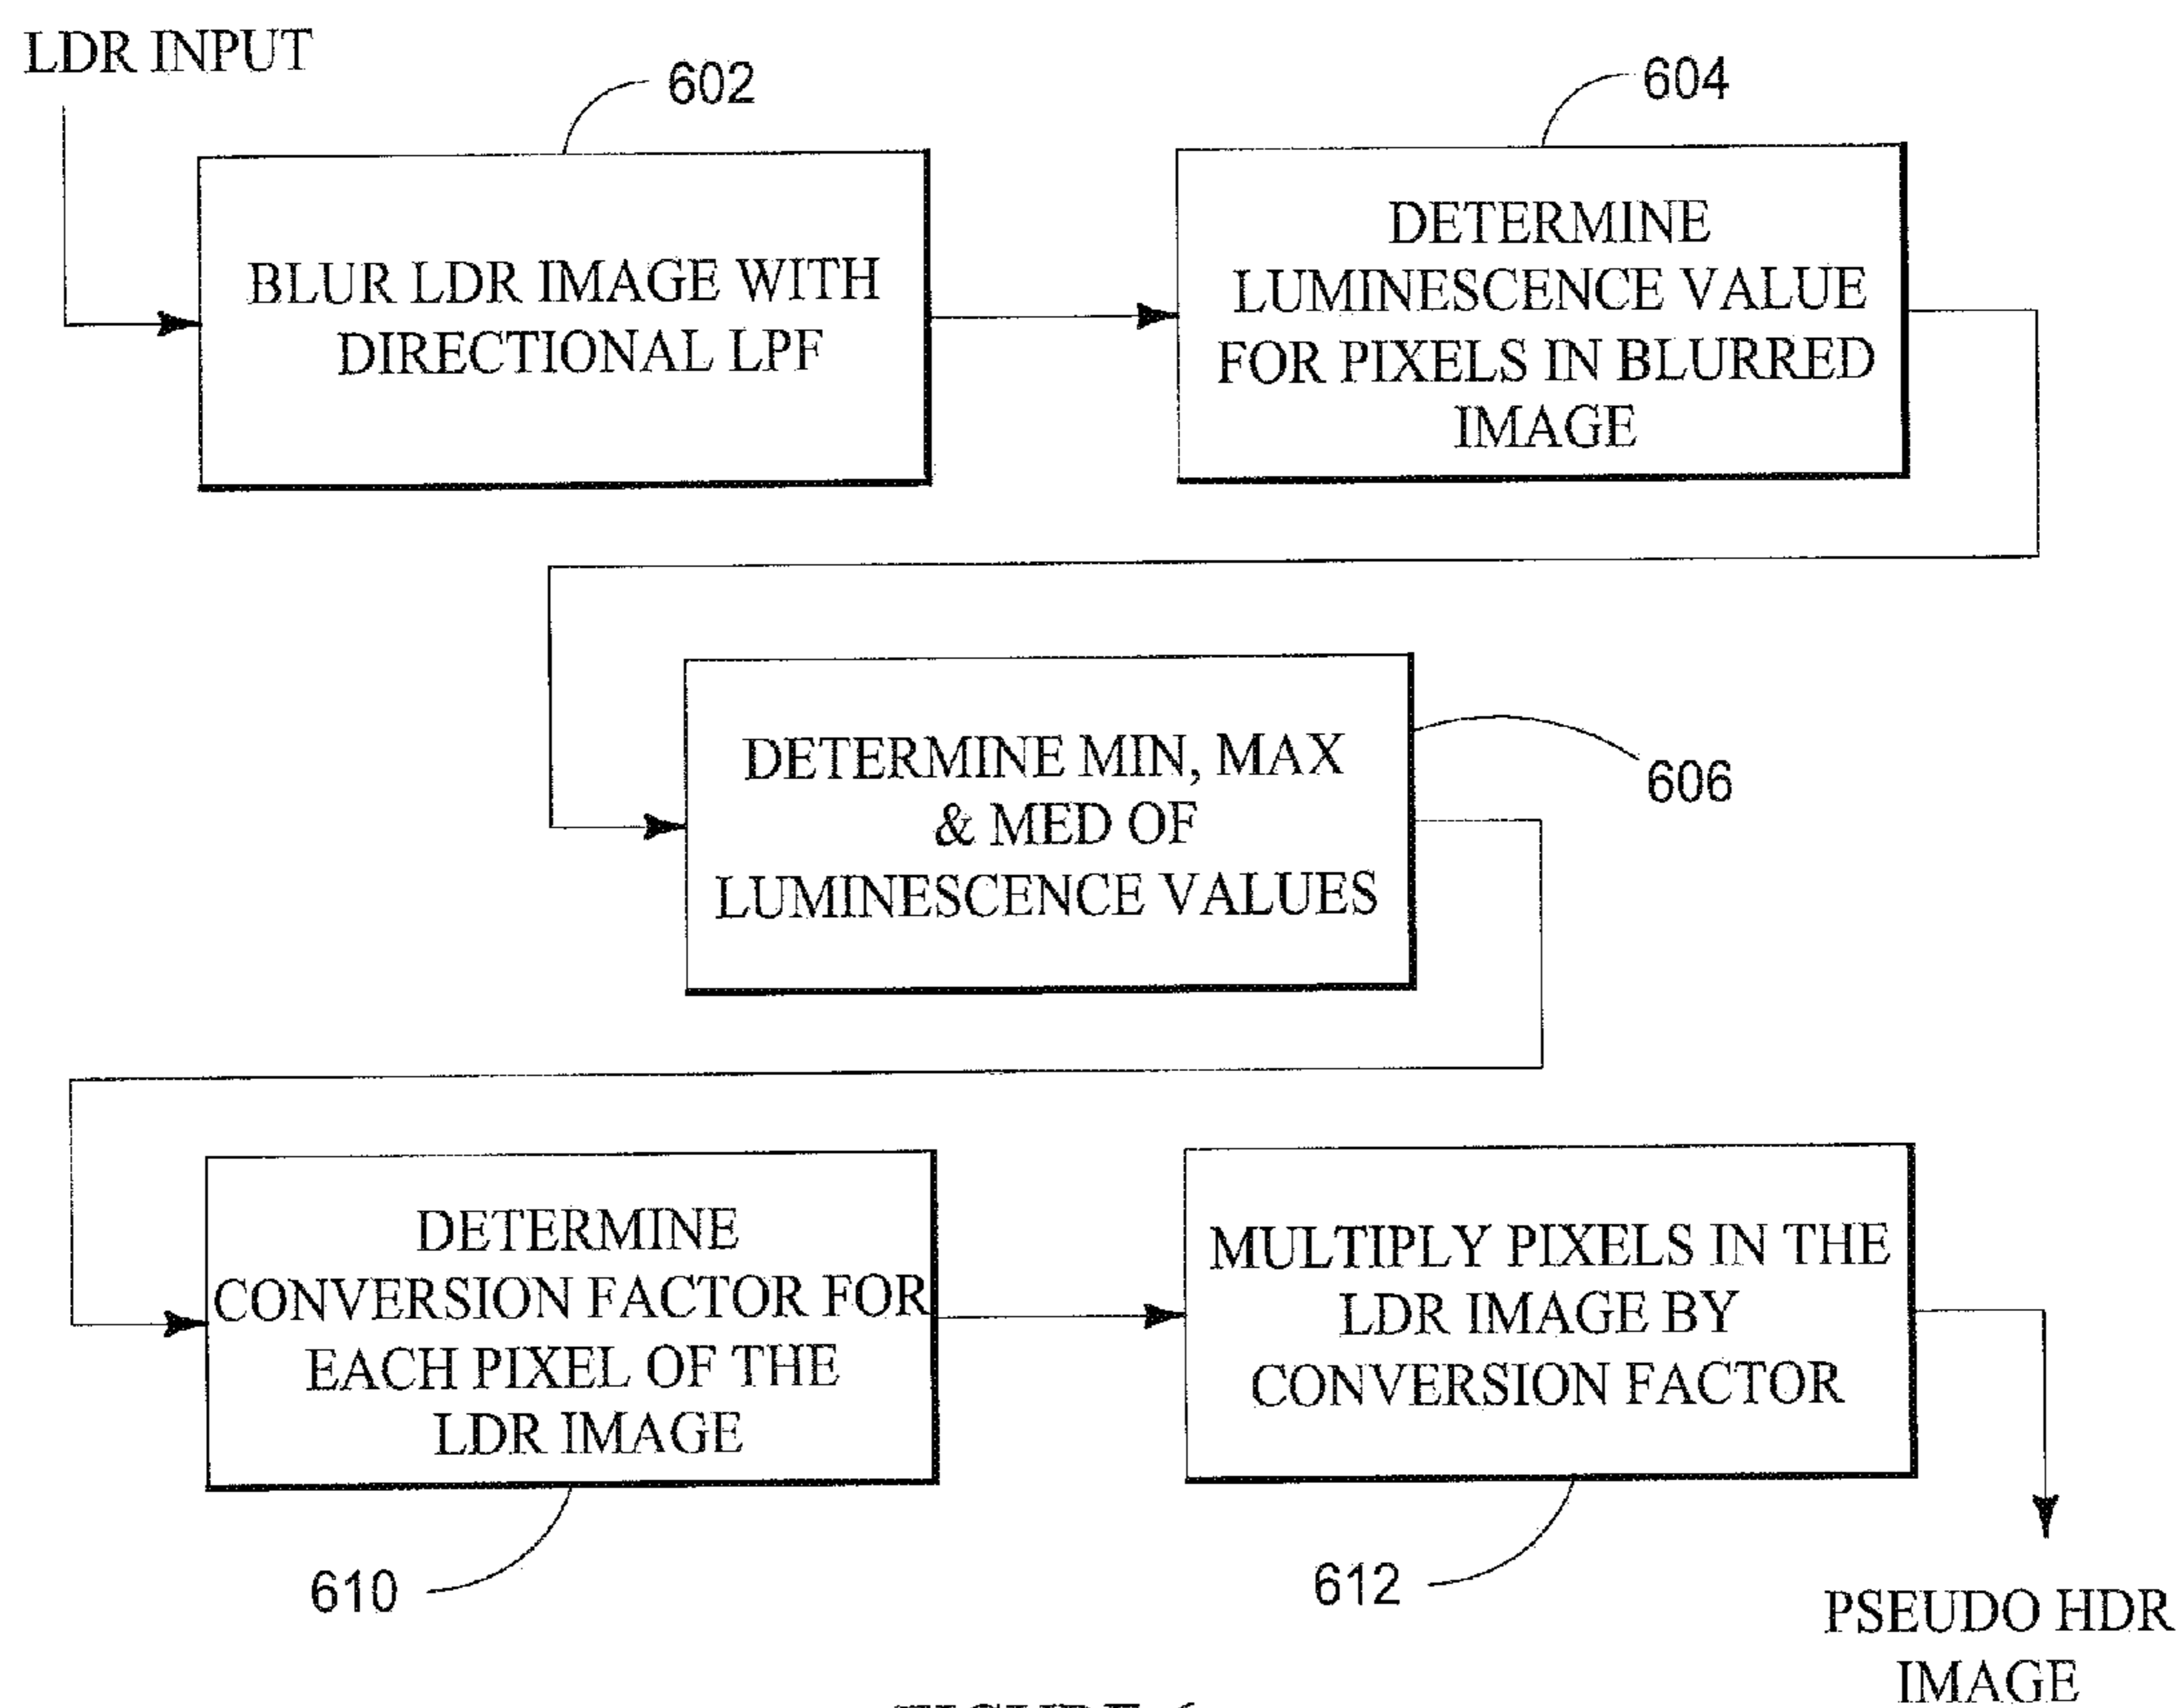 LDR INPUT
602
604
BLUR LDR IMAGE WITH
DIRECTIONAL LPF
DETERMINE
LUMINESCENCE VALUE
FOR PIXELS IN BLURRED
IMAGE
DETERMINE MIN, MAX
& MED OF
LUMINESCENCE VALUES
606
DETERMINE
CONVERSION FACTOR FOR
EACH PIXEL OF THE
LDR IMAGE
MULTIPLY PIXELS IN THE
LDR IMAGE BY
CONVERSION FACTOR
610
612
PSEUDO HDR
IMAGE